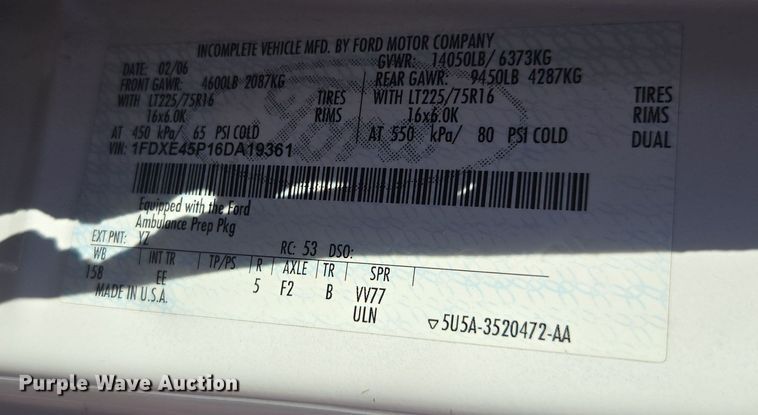 INCOMPLETE VEHICLE MFD. BY FORD MOTOR COMPANY
DATE: 02/06 GVWR: 14050LB/ 6373KG
FRONT GAWR: 4600LB 2087KG REAR GAWR: 9450LB 4287KG
WITH LT225/75R16 TIRES WITH LT225/75R16 TIRES
16x6.0K RIMS 16x6.0K RIMS
AT 450 kPa/ 65 PSI COLD AT 550 kPa/ 80 PSI COLD DUAL
VIN: 1FDXE45P16DA19361
Ford
Equipped with the Ford
Ambulance Prep Pkg
EXT PNT: YZ RC: 53 DSO:
WB INT TR TP/PS R AXLE TR SPR
158 EE 5 F2 B VV77
MADE IN U.S.A. ULN ▽5U5A-3520472-AA
Purple Wave Auction